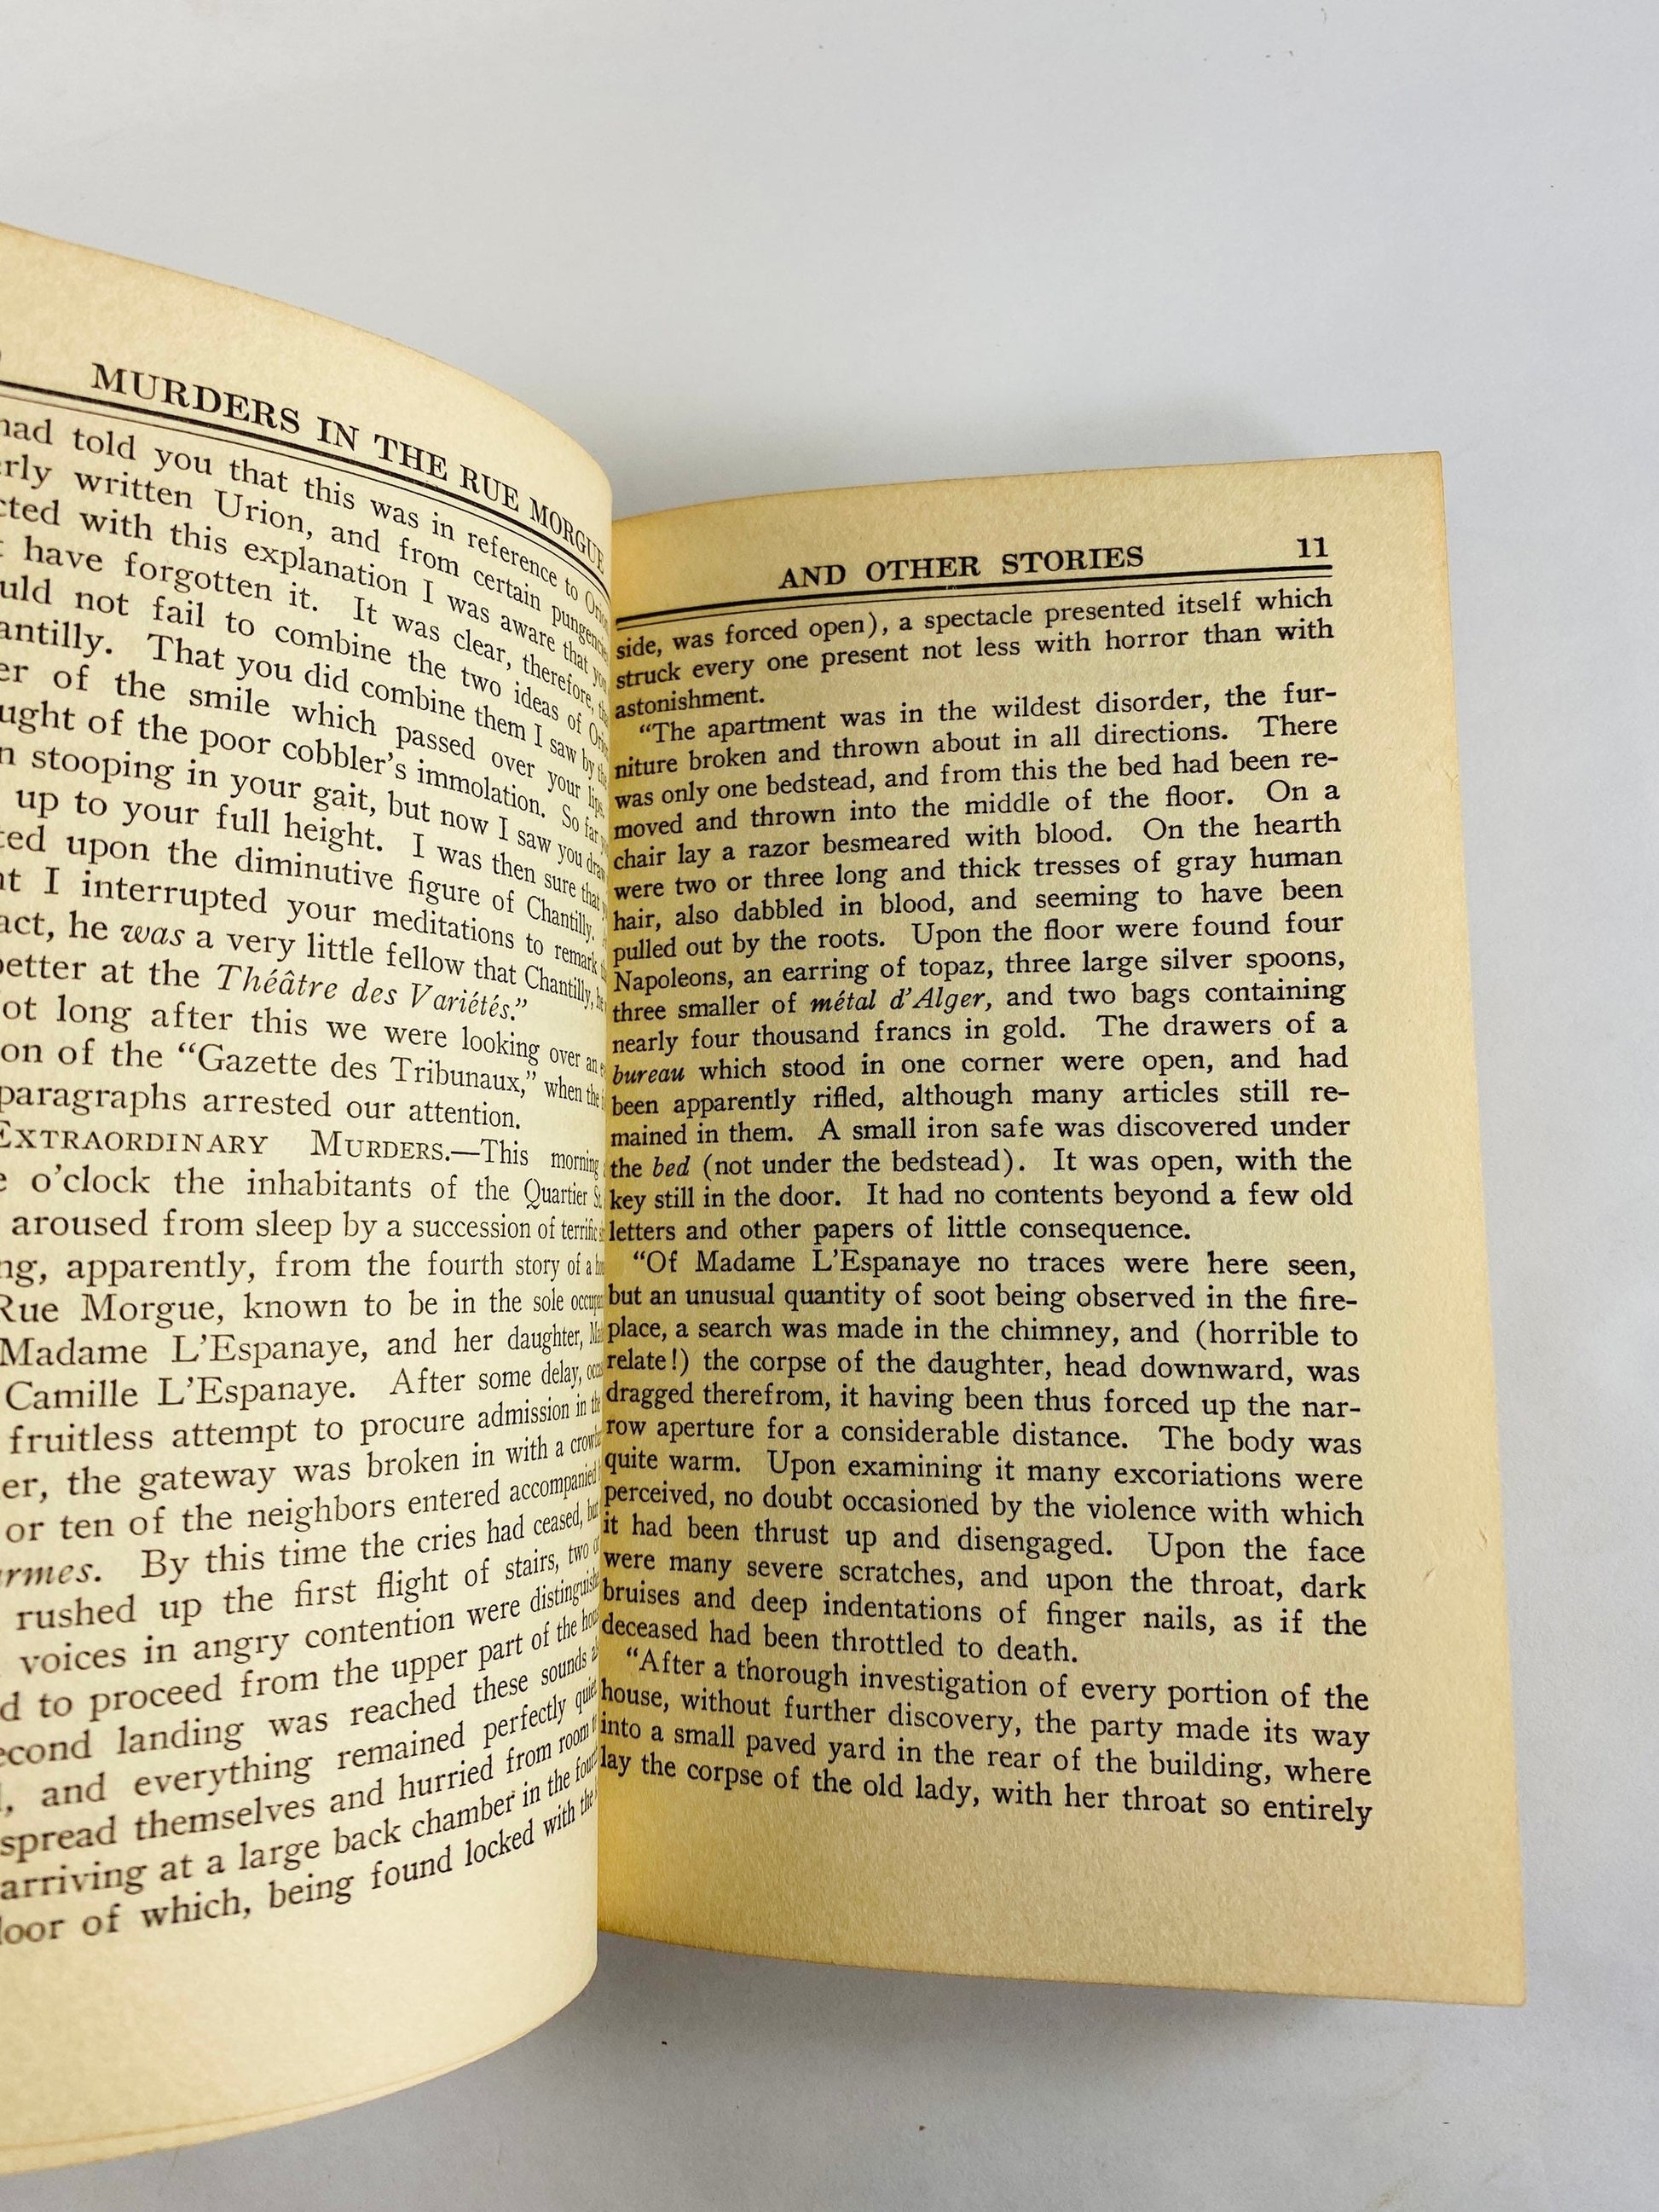 MURDERS IN THE RUE MORGUE
had told you that this was in reference to
written Urion, and from certain
with this explanation I was aware that
have forgotten it. It was clear, therefore,
not fail to combine the two ideas of
That you did combine them I saw by
of the smile which passed over your
of the poor cobbler's immolation. So far
stooping in your gait, but now I saw you
up to your full height. I was then sure that
upon the diminutive figure of Chantilly.
I interrupted your meditations to remark
he was a very little fellow that Chantilly,
better at the Théâtre des Variétés."
long after this we were looking over an
of the "Gazette des Tribunaux," when the
paragraphs arrested our attention.
EXTRAORDINARY MURDERS.—This morning
o'clock the inhabitants of the Quartier
aroused from sleep by a succession of terrific
apparently, from the fourth story of a
Rue Morgue, known to be in the sole
Madame L'Espanaye, and her daughter,
Camille L'Espanaye. After some delay,
fruitless attempt to procure admission in
the gateway was broken in with a
or ten of the neighbors entered accompanied
By this time the cries had ceased,
rushed up the first flight of stairs, two
voices in angry contention were
to proceed from the upper part of the
landing was reached these sounds
and everything remained perfectly
spread themselves and hurried from room
arriving at a large back chamber in the
of which, being found locked with the
AND OTHER STORIES 11
side, was forced open), a spectacle presented itself which
struck every one present not less with horror than with
astonishment.
"The apartment was in the wildest disorder, the fur-
niture broken and thrown about in all directions. There
was only one bedstead, and from this the bed had been re-
moved and thrown into the middle of the floor. On a
chair lay a razor besmeared with blood. On the hearth
were two or three long and thick tresses of gray human
hair, also dabbled in blood, and seeming to have been
pulled out by the roots. Upon the floor were found four
Napoleons, an earring of topaz, three large silver spoons,
three smaller of métal d'Alger, and two bags containing
nearly four thousand francs in gold. The drawers of a
bureau which stood in one corner were open, and had
been apparently rifled, although many articles still re-
mained in them. A small iron safe was discovered under
the bed (not under the bedstead). It was open, with the
key still in the door. It had no contents beyond a few old
letters and other papers of little consequence.
"Of Madame L'Espanaye no traces were here seen,
but an unusual quantity of soot being observed in the fire-
place, a search was made in the chimney, and (horrible to
relate!) the corpse of the daughter, head downward, was
dragged therefrom, it having been thus forced up the nar-
row aperture for a considerable distance. The body was
quite warm. Upon examining it many excoriations were
perceived, no doubt occasioned by the violence with which
it had been thrust up and disengaged. Upon the face
were many severe scratches, and upon the throat, dark
bruises and deep indentations of finger nails, as if the
deceased had been throttled to death.
"After a thorough investigation of every portion of the
house, without further discovery, the party made its way
into a small paved yard in the rear of the building, where
lay the corpse of the old lady, with her throat so entirely